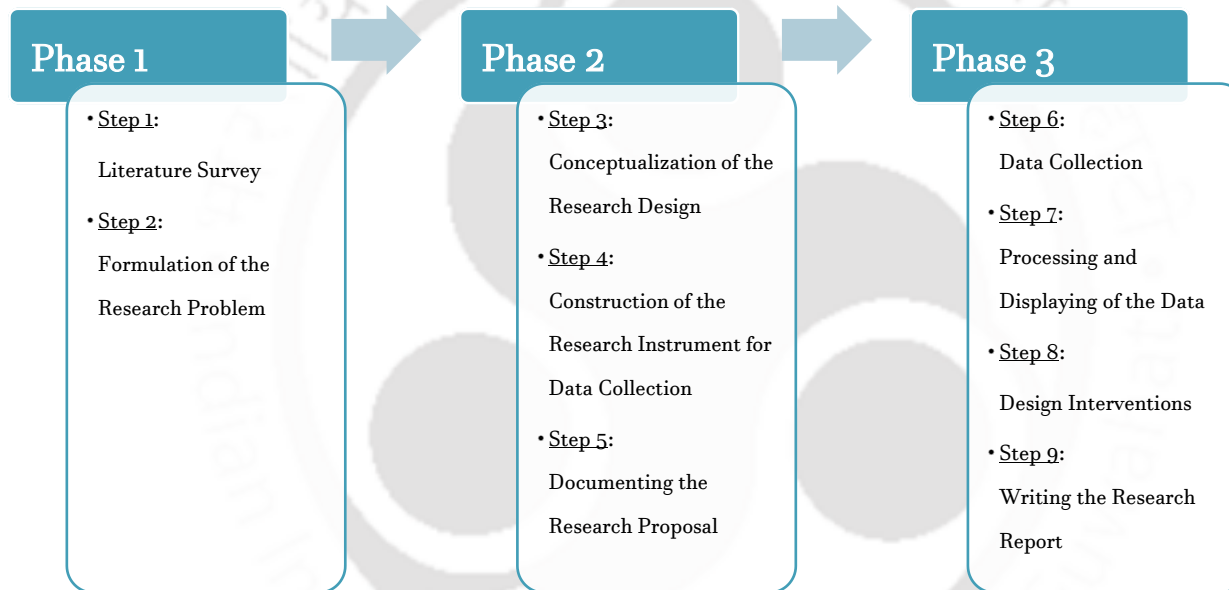 Phase 1
• Step 1:
Literature Survey
• Step 2:
Formulation of the
Research Problem
Phase 2
• Step 3:
Conceptualization of the
Research Design
• Step 4:
Construction of the
Research Instrument for
Data Collection
• Step 5:
Documenting the
Research Proposal
Phase 3
• Step 6:
Data Collection
• Step 7:
Processing and
Displaying of the Data
• Step 8:
Design Interventions
• Step 9:
Writing the Research
Report